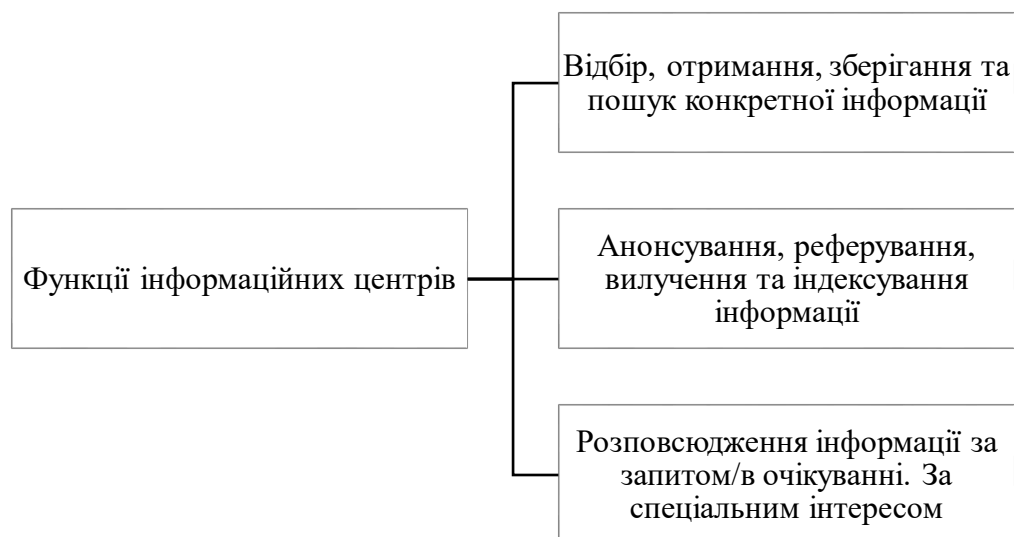 Відбір, отримання, зберігання та
пошук конкретної інформації
Функції інформаційних центрів
Анонсування, реферування,
вилучення та індексування
інформації
Розповсюдження інформації за
запитом/в очікуванні. За
спеціальним інтересом